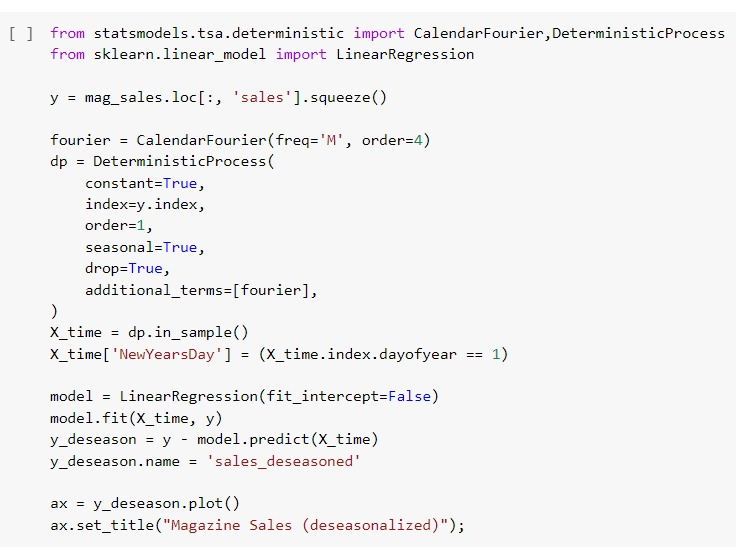 [ ] from statsmodels.tsa.deterministic import CalendarFourier,DeterministicProcess
from sklearn.linear_model import LinearRegression
y = mag_sales.loc[:, 'sales'].squeeze()
fourier = CalendarFourier(freq='M', order=4)
dp = DeterministicProcess(
    constant=True,
    index=y.index,
    order=1,
    seasonal=True,
    drop=True,
    additional_terms=[fourier],
)
X_time = dp.in_sample()
X_time['NewYearsDay'] = (X_time.index.dayofyear == 1)
model = LinearRegression(fit_intercept=False)
model.fit(X_time, y)
y_deseason = y - model.predict(X_time)
y_deseason.name = 'sales_deseasoned'
ax = y_deseason.plot()
ax.set_title("Magazine Sales (deseasonalized)");